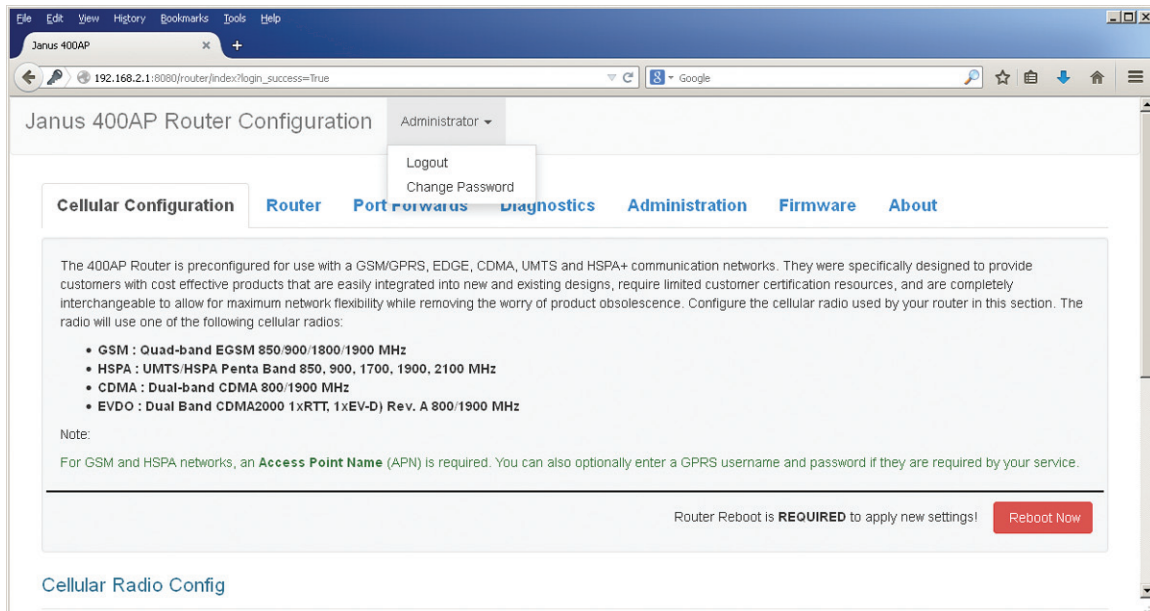 File Edit View History Bookmarks Tools Help
Janus 400AP × +
192.168.2.1:8080/router/index?login_success=True
8 Google
Janus 400AP Router Configuration
Administrator
Logout
Change Password
Cellular Configuration Router Port Forwards Diagnostics Administration Firmware About
The 400AP Router is preconfigured for use with a GSM/GPRS, EDGE, CDMA, UMTS and HSPA+ communication networks. They were specifically designed to provide
customers with cost effective products that are easily integrated into new and existing designs, require limited customer certification resources, and are completely
interchangeable to allow for maximum network flexibility while removing the worry of product obsolescence. Configure the cellular radio used by your router in this section. The
radio will use one of the following cellular radios:
• GSM : Quad-band EGSM 850/900/1800/1900 MHz
• HSPA : UMTS/HSPA Penta Band 850, 900, 1700, 1900, 2100 MHz
• CDMA : Dual-band CDMA 800/1900 MHz
• EVDO : Dual Band CDMA2000 1xRTT, 1xEV-D) Rev. A 800/1900 MHz
Note:
For GSM and HSPA networks, an Access Point Name (APN) is required. You can also optionally enter a GPRS username and password if they are required by your service.
Router Reboot is REQUIRED to apply new settings!
Reboot Now
Cellular Radio Config